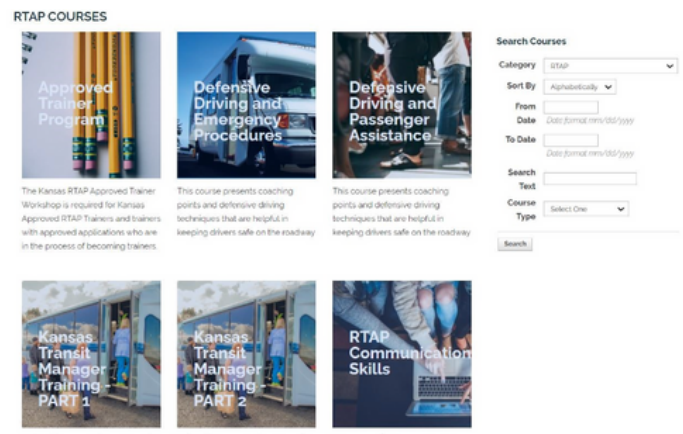 RTAP COURSES
Approved
Trainer
Program
The Kansas RTAP Approved Trainer
Workshop is required for Kansas
Approved RTAP Trainers and trainers
with approved applications who are
in the process of becoming trainers
Defensive
Driving and
Emergency
Procedures
This course presents coaching
points and defensive driving
techniques that are helpful in
keeping drivers safe on the roadway
Defensive
Driving and
Passenger
Assistance
This course presents coaching
points and defensive driving
techniques that are helpful in
keeping drivers safe on the roadway
Kansas
Transit
Manager
Training -
PART 1
Kansas
Transit
Manager
Training -
PART 2
RTAP
Communication
Skills
Search Courses
Category RTAP
Sort By Alphabetically
From
Date Date format mm/dd/yyyy
To Date
Date format mm/dd/yyyy
Search
Text
Course
Type Select One
Search